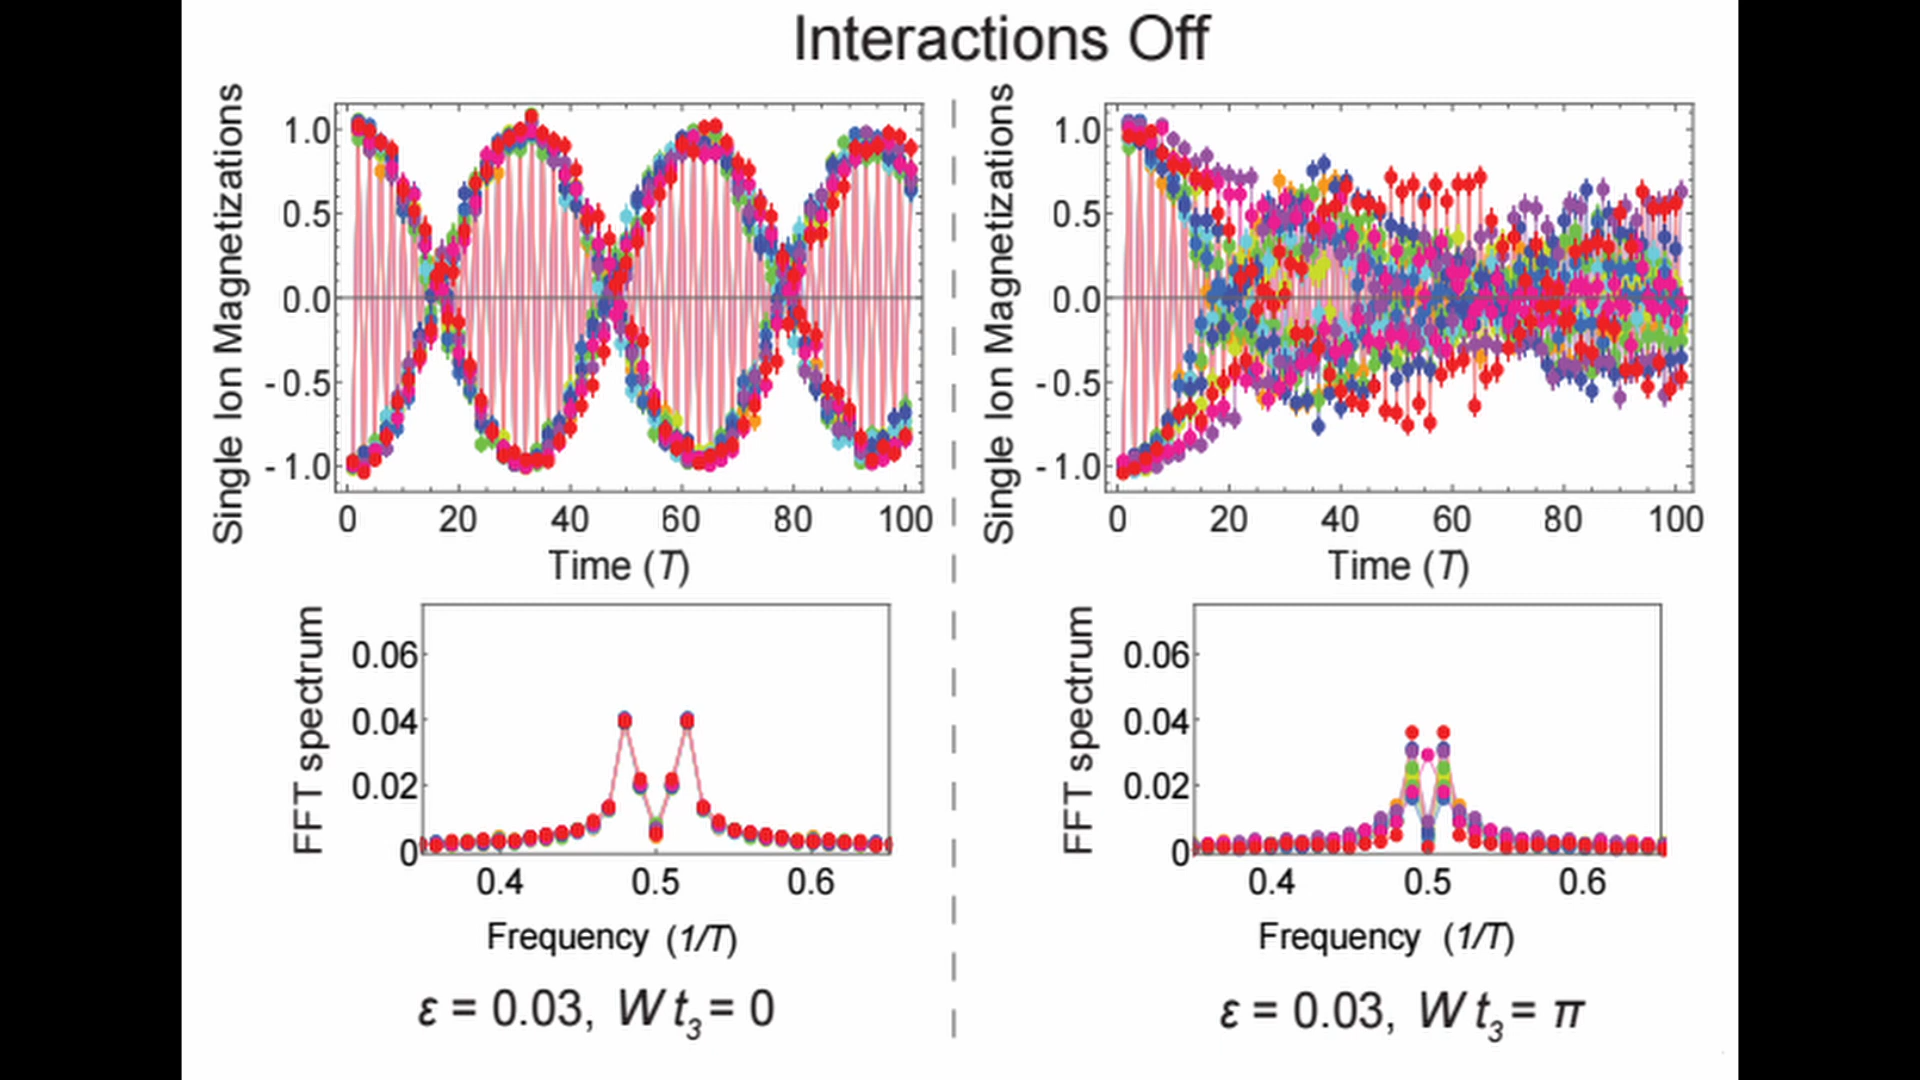 Interactions Off
Single Ion Magnetizations
1.0
0.5
0.0
-0.5
-1.0
0 20 40 60 80 100
Time (T)
Single Ion Magnetizations
1.0
0.5
0.0
-0.5
-1.0
0 20 40 60 80 100
Time (T)
FFT spectrum
0.06
0.04
0.02
0
0.4 0.5 0.6
Frequency (1/T)
ε = 0.03, W t₃ = 0
FFT spectrum
0.06
0.04
0.02
0
0.4 0.5 0.6
Frequency (1/T)
ε = 0.03, W t₃ = π